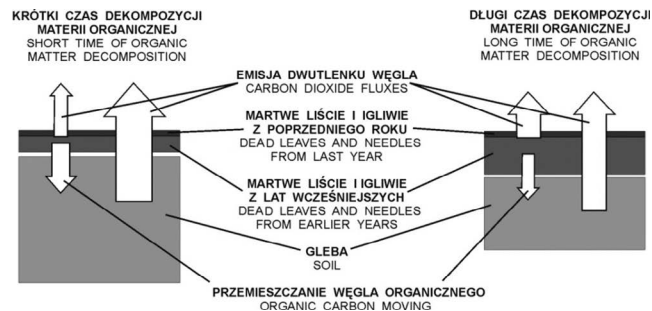 KRÓTKI CZAS DEKOMPOZYCJI
MATERII ORGANICZNEJ
SHORT TIME OF ORGANIC
MATTER DECOMPOSITION
DŁUGI CZAS DEKOMPOZYCJI
MATERII ORGANICZNEJ
LONG TIME OF ORGANIC
MATTER DECOMPOSITION
EMISJA DWUTLENKU WĘGLA
CARBON DIOXIDE FLUXES
MARTWE LIŚCIE I IGLIWIE
Z POPRZEDNIEGO ROKU
DEAD LEAVES AND NEEDLES
FROM LAST YEAR
MARTWE LIŚCIE I IGLIWIE
Z LAT WCZEŚNIEJSZYCH
DEAD LEAVES AND NEEDLES
FROM EARLIER YEARS
GLEBA
SOIL
PRZEMIESZCZANIE WĘGLA ORGANICZNEGO
ORGANIC CARBON MOVING